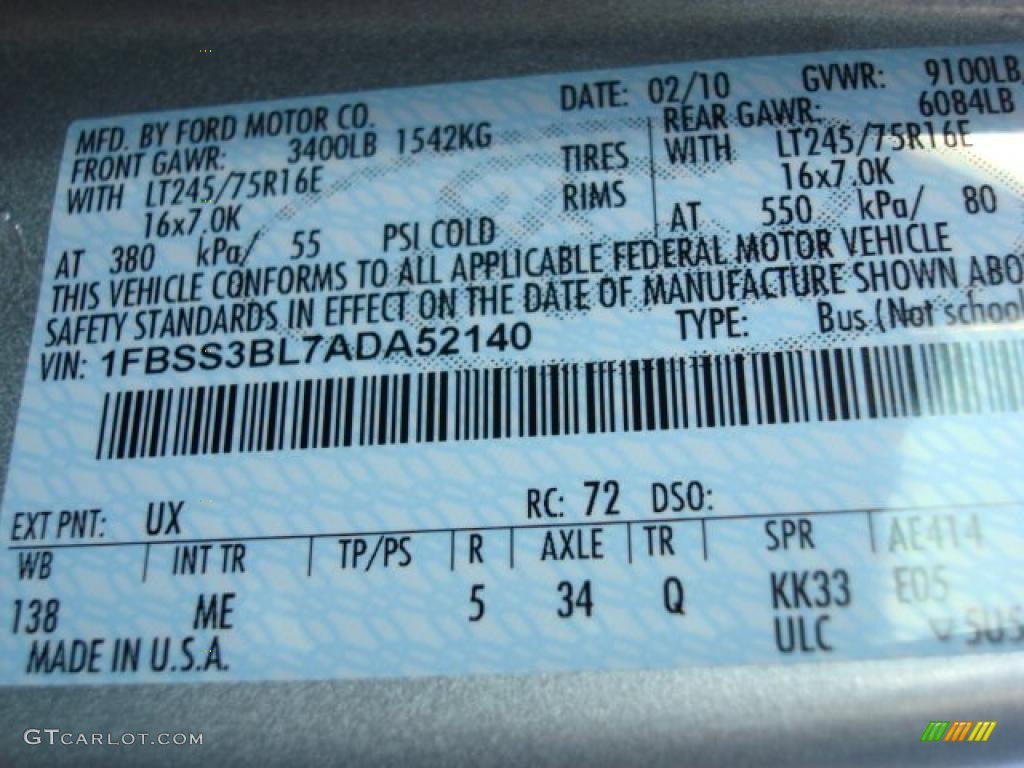 MFD. BY FORD MOTOR CO. DATE: 02/10 GVWR: 9100LB
FRONT GAWR: 3400LB 1542KG REAR GAWR: 6084LB
WITH LT245/75R16E TIRES WITH LT245/75R16E
16x7.0K RIMS 16x7.0K
AT 380 kPa/ 55 PSI COLD AT 550 kPa/ 80
THIS VEHICLE CONFORMS TO ALL APPLICABLE FEDERAL MOTOR VEHICLE
SAFETY STANDARDS IN EFFECT ON THE DATE OF MANUFACTURE SHOWN ABO
VIN: 1FBSS3BL7ADA52140 TYPE: Bus (Not school
EXT PNT: UX RC: 72 DSO:
WB INT TR TP/PS R AXLE TR SPR AE414
138 ME 5 34 Q KK33 E05
ULC SUS
MADE IN U.S.A.
GTCARLOT.COM